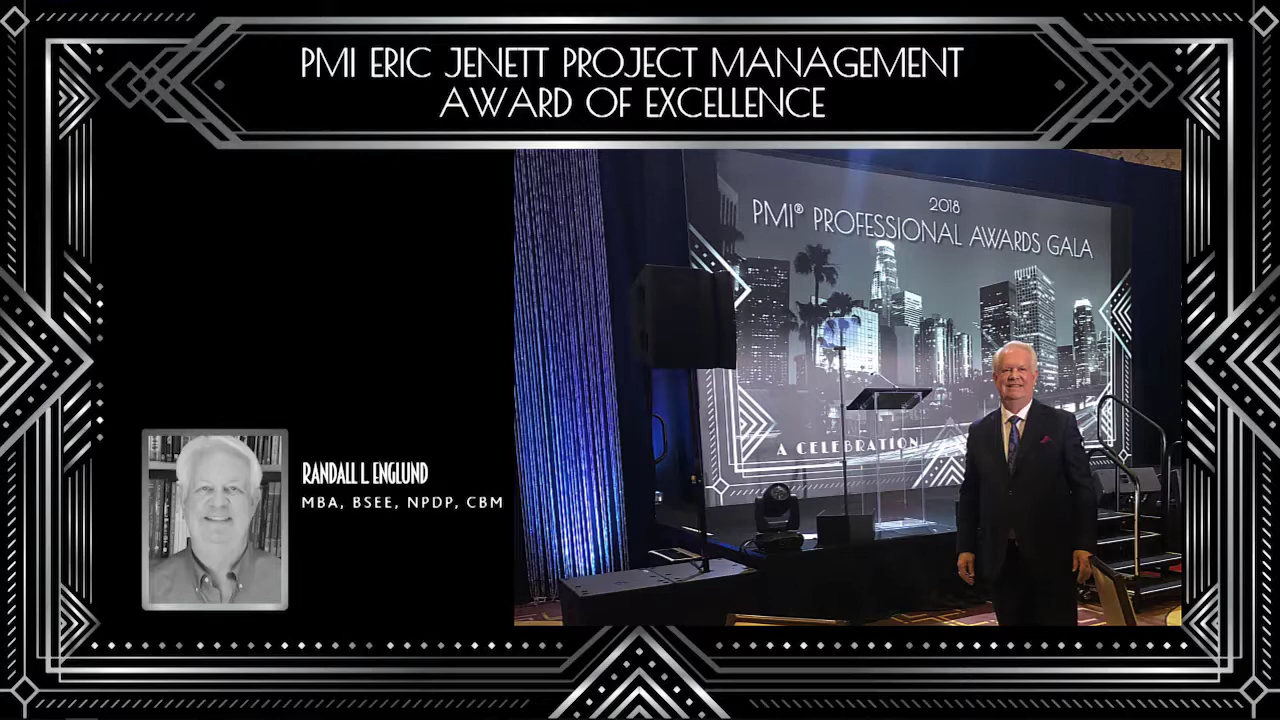 PMI ERIC JENETT PROJECT MANAGEMENT
AWARD OF EXCELLENCE
2018
PMI® PROFESSIONAL AWARDS GALA
A CELEBRATION
RANDALL L. ENGLUND
MBA, BSEE, NPDP, CBM